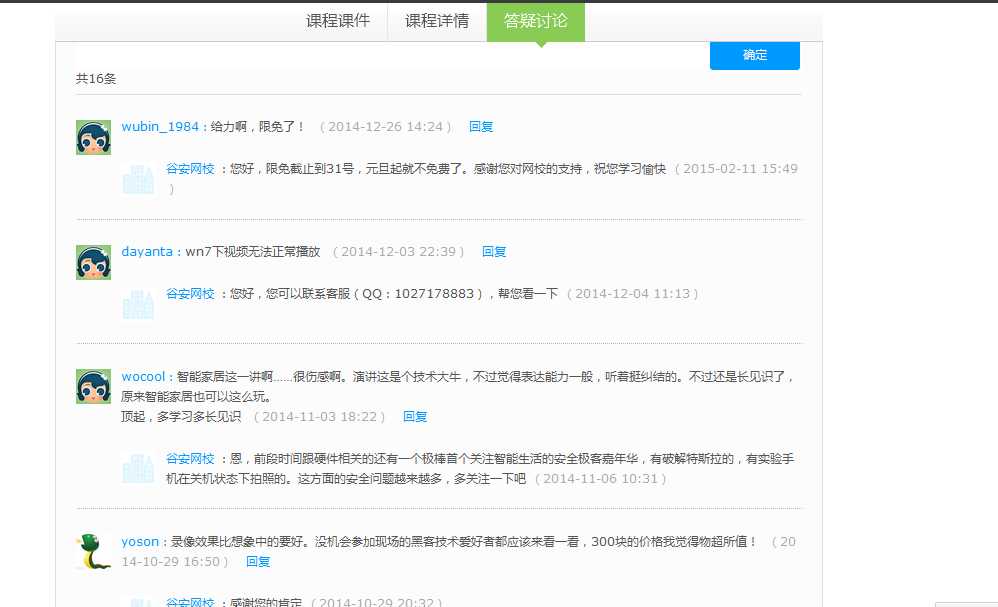 课程课件 课程详情 答疑讨论
确定
共16条
wubin_1984：给力啊，限免了！ （2014-12-26 14:24） 回复
谷安网校 ：您好，限免截止到31号，元旦起就不免费了。感谢您对网校的支持，祝您学习愉快 （2015-02-11 15:49
）
dayanta：wn7下视频无法正常播放 （2014-12-03 22:39） 回复
谷安网校 ：您好，您可以联系客服（QQ：1027178883），帮您看一下 （2014-12-04 11:13）
wocool：智能家居这一讲啊……很伤感啊。演讲这是个技术大牛，不过觉得表达能力一般，听着挺纠结的。不过还是长见识了，
原来智能家居也可以这么玩。
顶起，多学习多长见识 （2014-11-03 18:22） 回复
谷安网校 ：恩，前段时间跟硬件相关的还有一个极棒首个关注智能生活的安全极客嘉年华，有破解特斯拉的，有实验手
机在关机状态下拍照的。这方面的安全问题越来越多，多关注一下吧 （2014-11-06 10:31）
yoson：录像效果比想象中的要好。没机会参加现场的黑客技术爱好者都应该来看一看，300块的价格我觉得物超所值！ （20
14-10-29 16:50） 回复
谷安网校 ：感谢您的肯定 （2014-10-29 20:32）